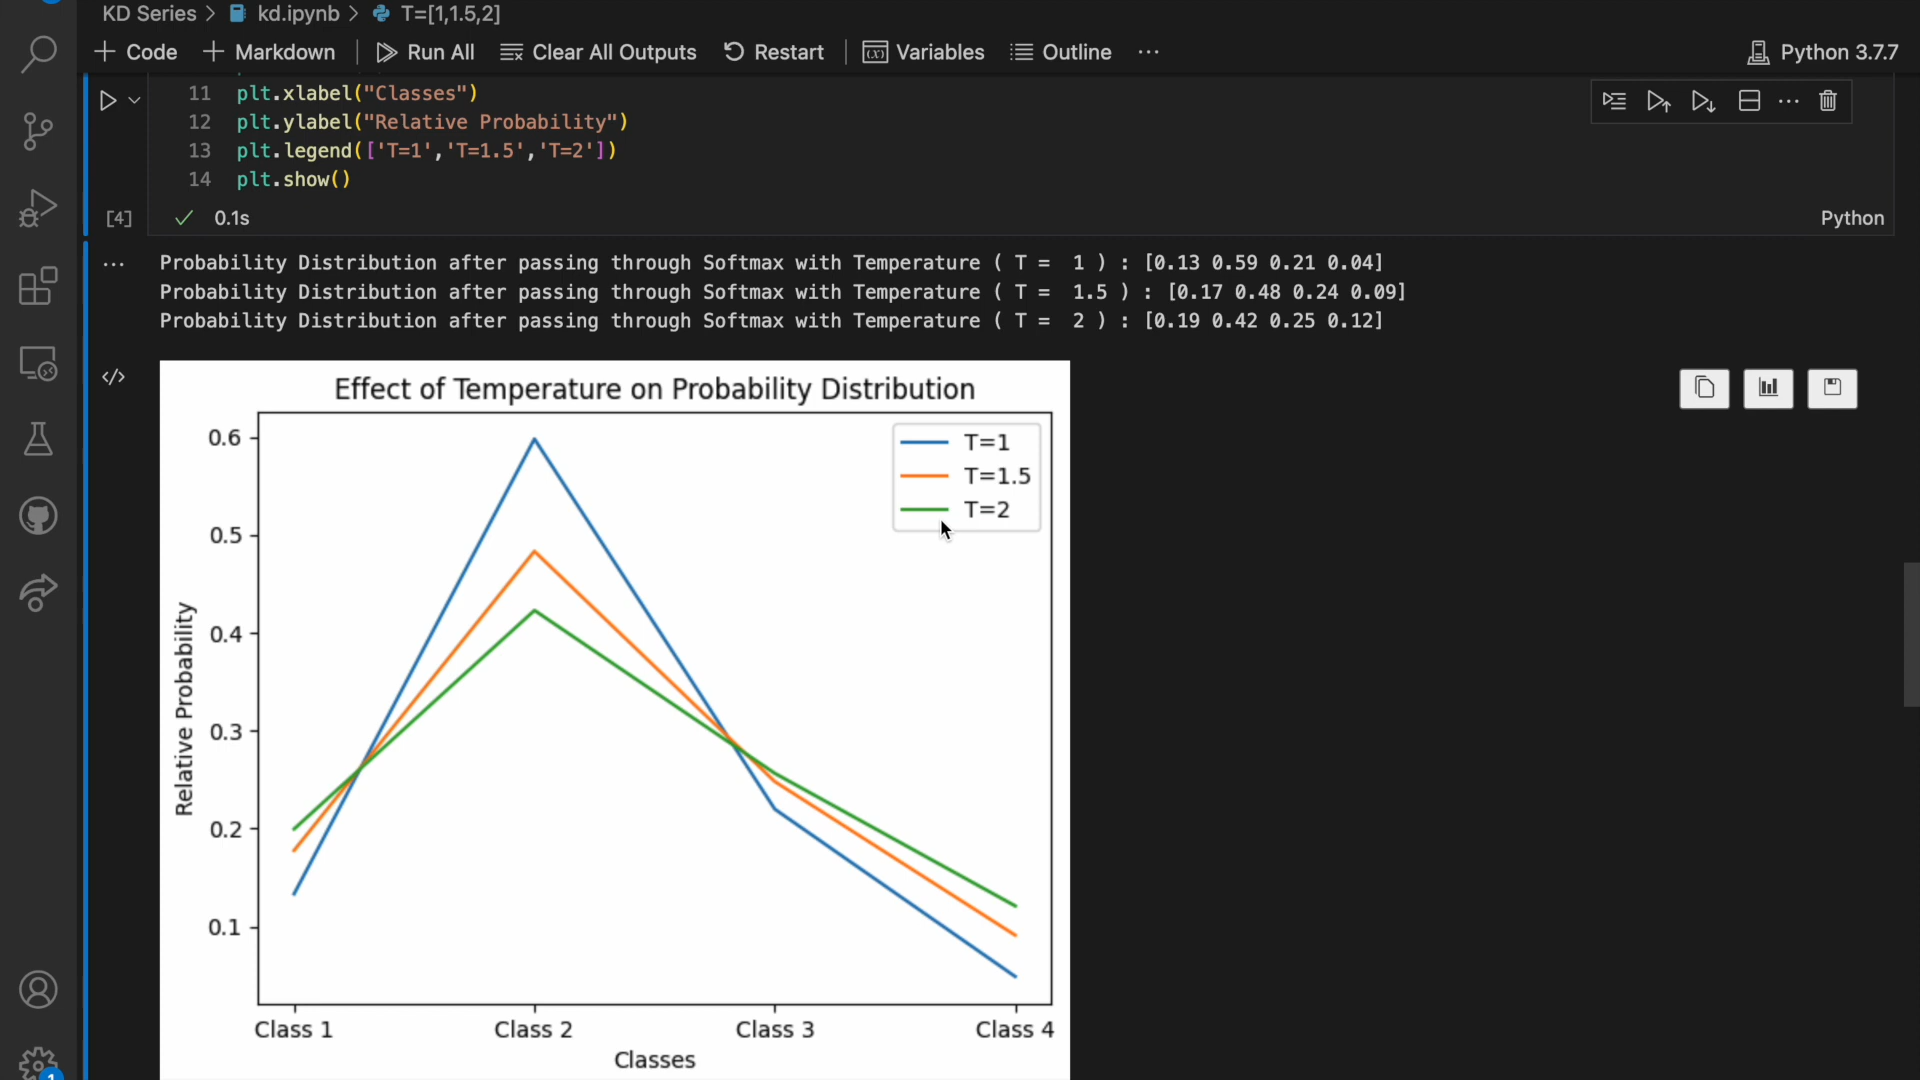 KD Series > kd.ipynb > T=[1,1.5,2]
+ Code + Markdown Run All Clear All Outputs Restart Variables Outline ... Python 3.7.7
11 plt.xlabel("Classes")
12 plt.ylabel("Relative Probability")
13 plt.legend(['T=1','T=1.5','T=2'])
14 plt.show()
[4] ✓ 0.1s Python
Probability Distribution after passing through Softmax with Temperature ( T =  1 ) : [0.13 0.59 0.21 0.04]
Probability Distribution after passing through Softmax with Temperature ( T =  1.5 ) : [0.17 0.48 0.24 0.09]
Probability Distribution after passing through Softmax with Temperature ( T =  2 ) : [0.19 0.42 0.25 0.12]
Effect of Temperature on Probability Distribution
T=1
T=1.5
T=2
0.6
0.5
0.4
0.3
0.2
0.1
Relative Probability
Class 1 Class 2 Class 3 Class 4
Classes
1